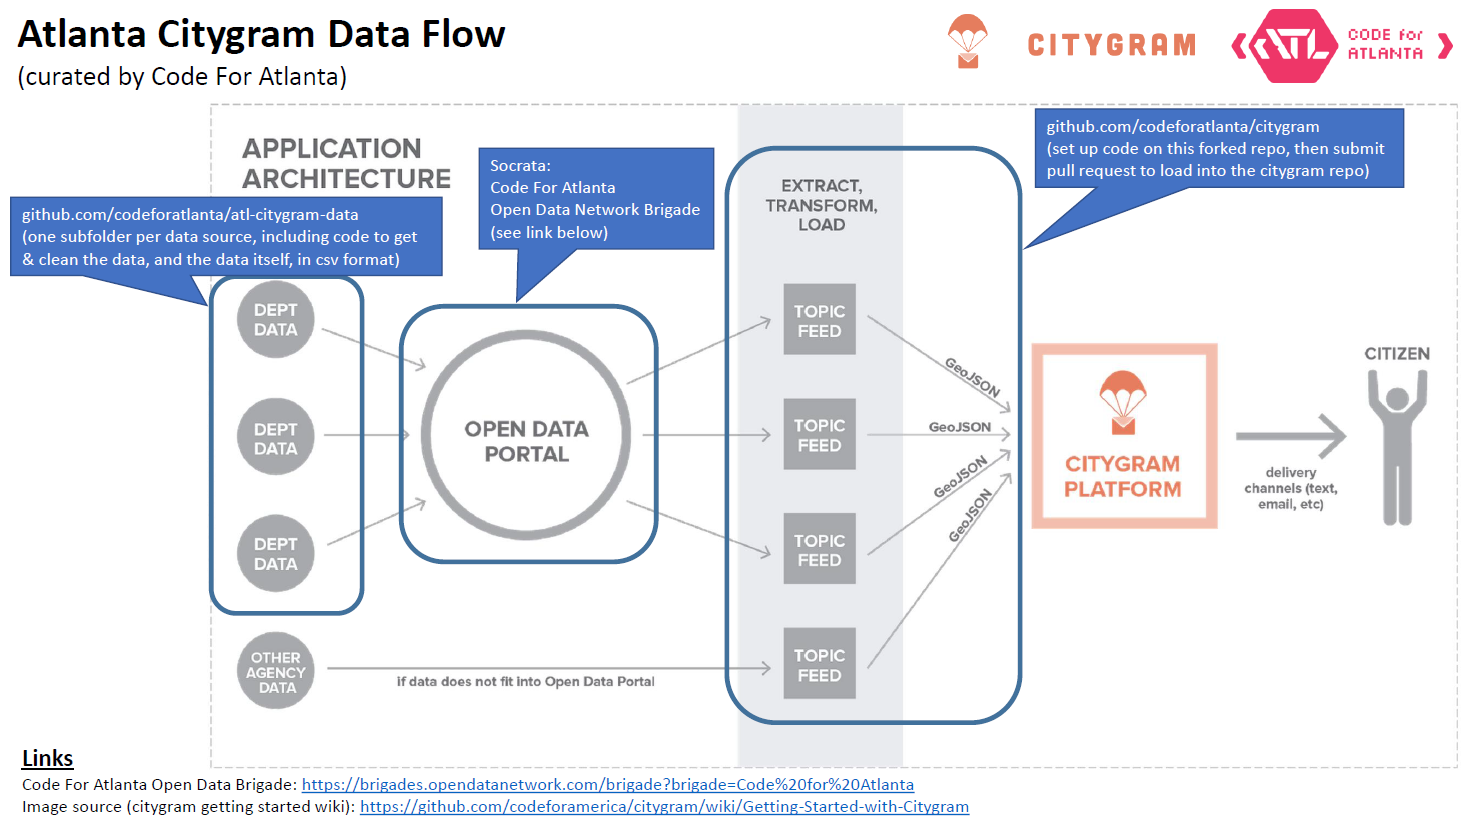 Atlanta Citygram Data Flow
(curated by Code For Atlanta)
CITYGRAM
ATL
CODE for
ATLANTA
APPLICATION
ARCHITECTURE
github.com/codeforatlanta/atl-citygram-data
(one subfolder per data source, including code to get
& clean the data, and the data itself, in csv format)
Socrata:
Code For Atlanta
Open Data Network Brigade
(see link below)
EXTRACT,
TRANSFORM,
LOAD
github.com/codeforatlanta/citygram
(set up code on this forked repo, then submit
pull request to load into the citygram repo)
DEPT
DATA
DEPT
DATA
DEPT
DATA
OTHER
AGENCY
DATA
OPEN DATA
PORTAL
if data does not fit into Open Data Portal
TOPIC
FEED
TOPIC
FEED
TOPIC
FEED
TOPIC
FEED
GeoJSON
GeoJSON
GeoJSON
GeoJSON
CITYGRAM
PLATFORM
delivery
channels (text,
email, etc)
CITIZEN
Links
Code For Atlanta Open Data Brigade: https://brigades.opendatanetwork.com/brigade?brigade=Code%20for%20Atlanta
Image source (citygram getting started wiki): https://github.com/codeforamerica/citygram/wiki/Getting-Started-with-Citygram